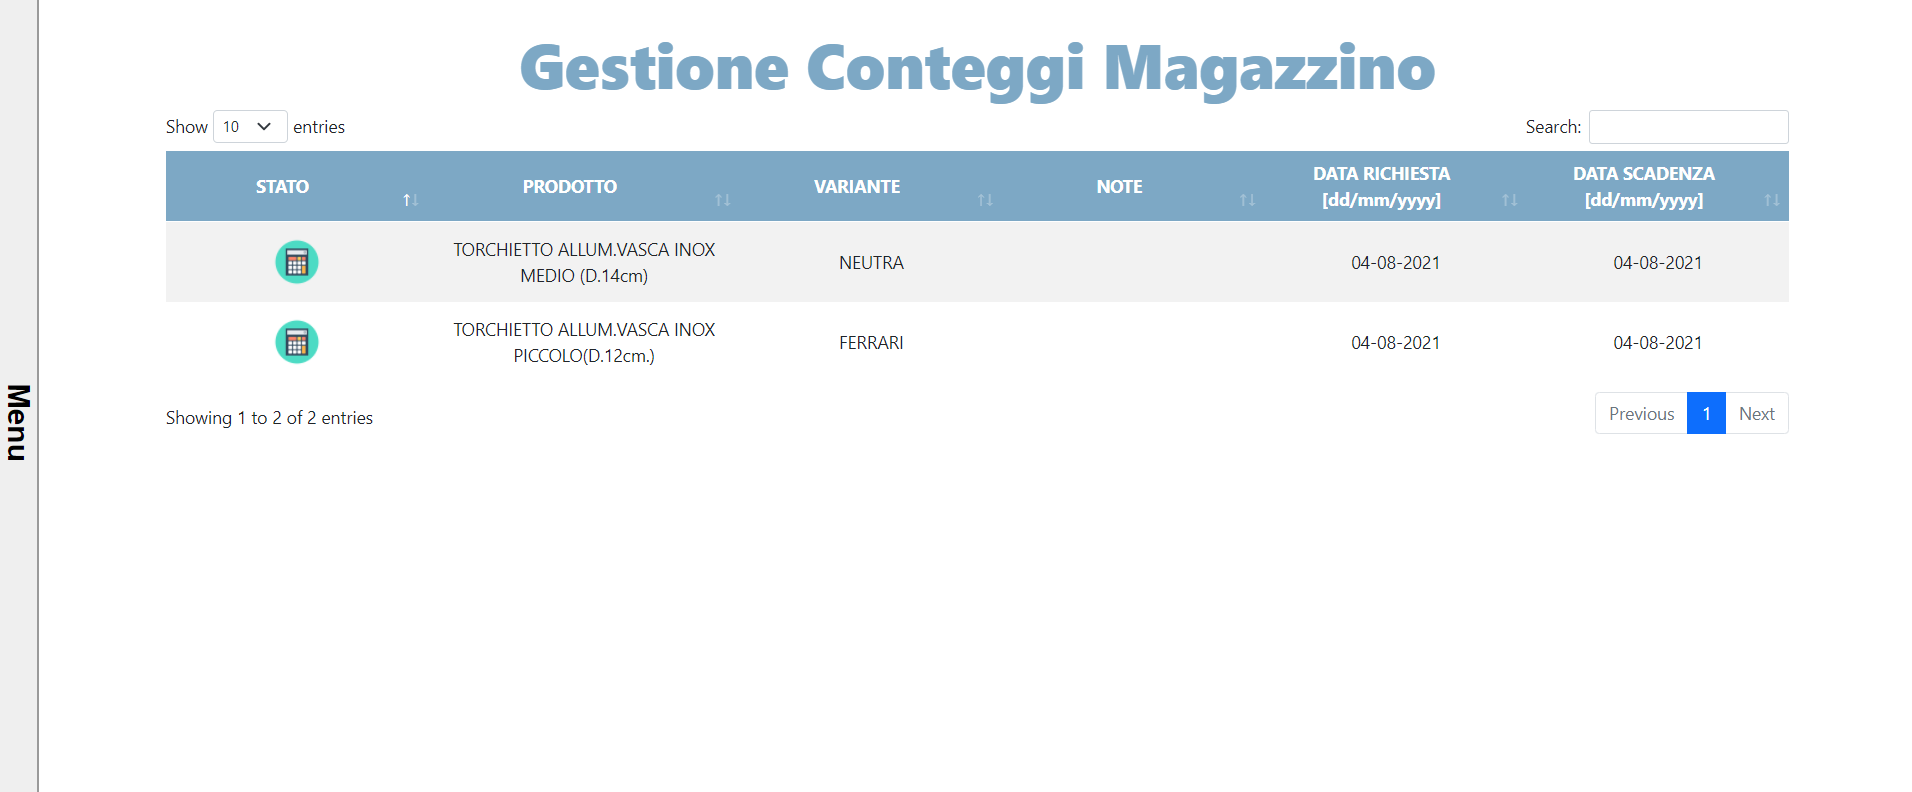 Gestione Conteggi Magazzino
Show 10 entries
Search:
STATO PRODOTTO VARIANTE NOTE DATA RICHIESTA [dd/mm/yyyy] DATA SCADENZA [dd/mm/yyyy]
TORCHIETTO ALLUM.VASCA INOX
MEDIO (D.14cm)
NEUTRA
04-08-2021
04-08-2021
TORCHIETTO ALLUM.VASCA INOX
PICCOLO(D.12cm.)
FERRARI
04-08-2021
04-08-2021
Menu
Showing 1 to 2 of 2 entries
Previous 1 Next